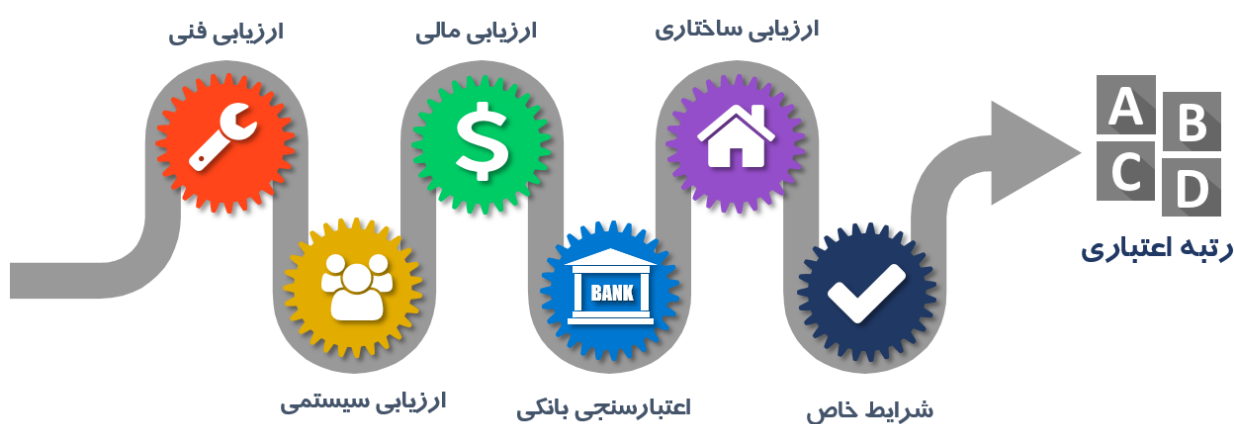 ارزیابی فنی
ارزیابی سیستمی
ارزیابی مالی
اعتبارسنجی بانکی
BANK
ارزیابی ساختاری
شرایط خاص
A
B
C
D
رتبه اعتباری